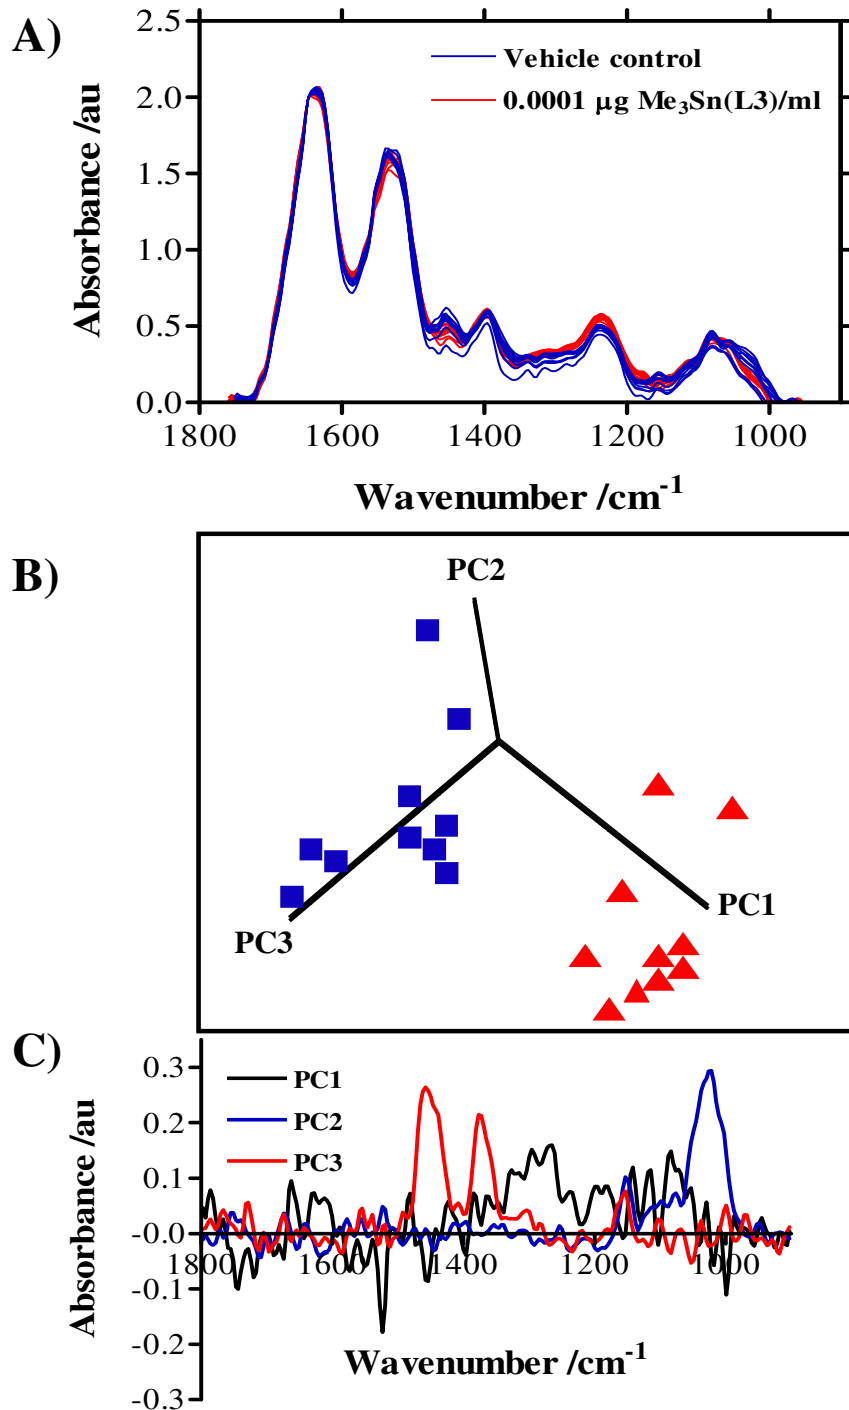 A)
2.5
2.0
1.5
1.0
0.5
0.0
Absorbance /au
Vehicle control
0.0001 µg Me₃Sn(L3)/ml
1800 1600 1400 1200 1000
Wavenumber /cm⁻¹
B)
PC2
PC1
PC3
C)
0.3
0.2
0.1
-0.0
-0.1
-0.2
-0.3
Absorbance /au
PC1
PC2
PC3
1800 1600 1400 1200 1000
Wavenumber /cm⁻¹